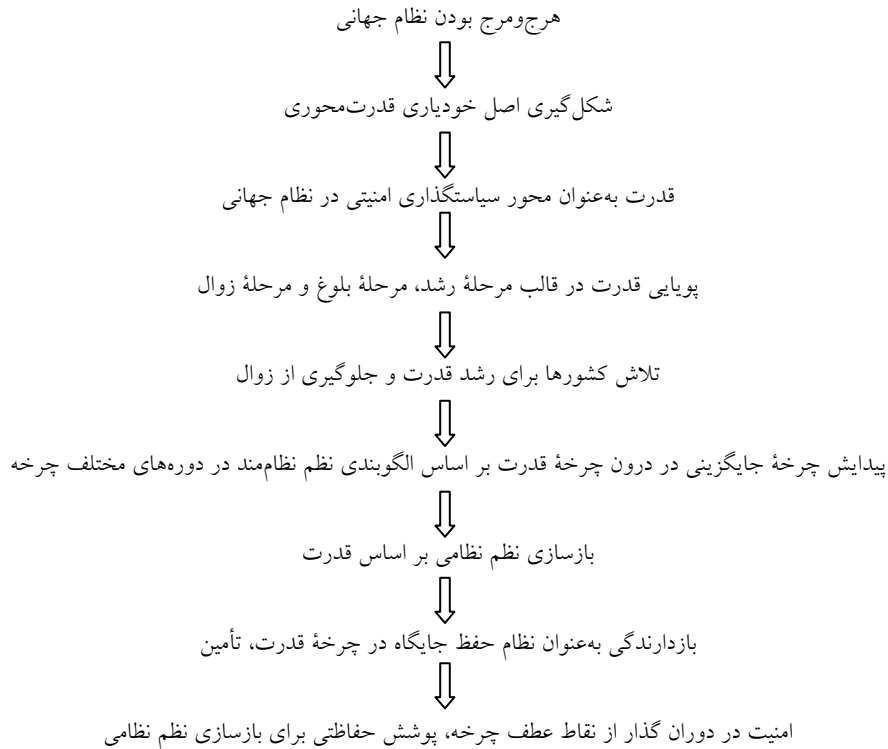 هرج‌ومرج بودن نظام جهانی
شکل‌گیری اصل خودیاری قدرت‌محوری
قدرت به‌عنوان محور سیاستگذاری امنیتی در نظام جهانی
پویایی قدرت در قالب مرحلهٔ رشد، مرحلهٔ بلوغ و مرحلهٔ زوال
تلاش کشورها برای رشد قدرت و جلوگیری از زوال
پیدایش چرخهٔ جایگزینی در درون چرخهٔ قدرت بر اساس الگوبندی نظم نظام‌مند در دوره‌های مختلف چرخه
بازسازی نظم نظامی بر اساس قدرت
بازدارندگی به‌عنوان نظام حفظ جایگاه در چرخهٔ قدرت، تأمین
امنیت در دوران گذار از نقاط عطف چرخه، پوشش حفاظتی برای بازسازی نظم نظامی